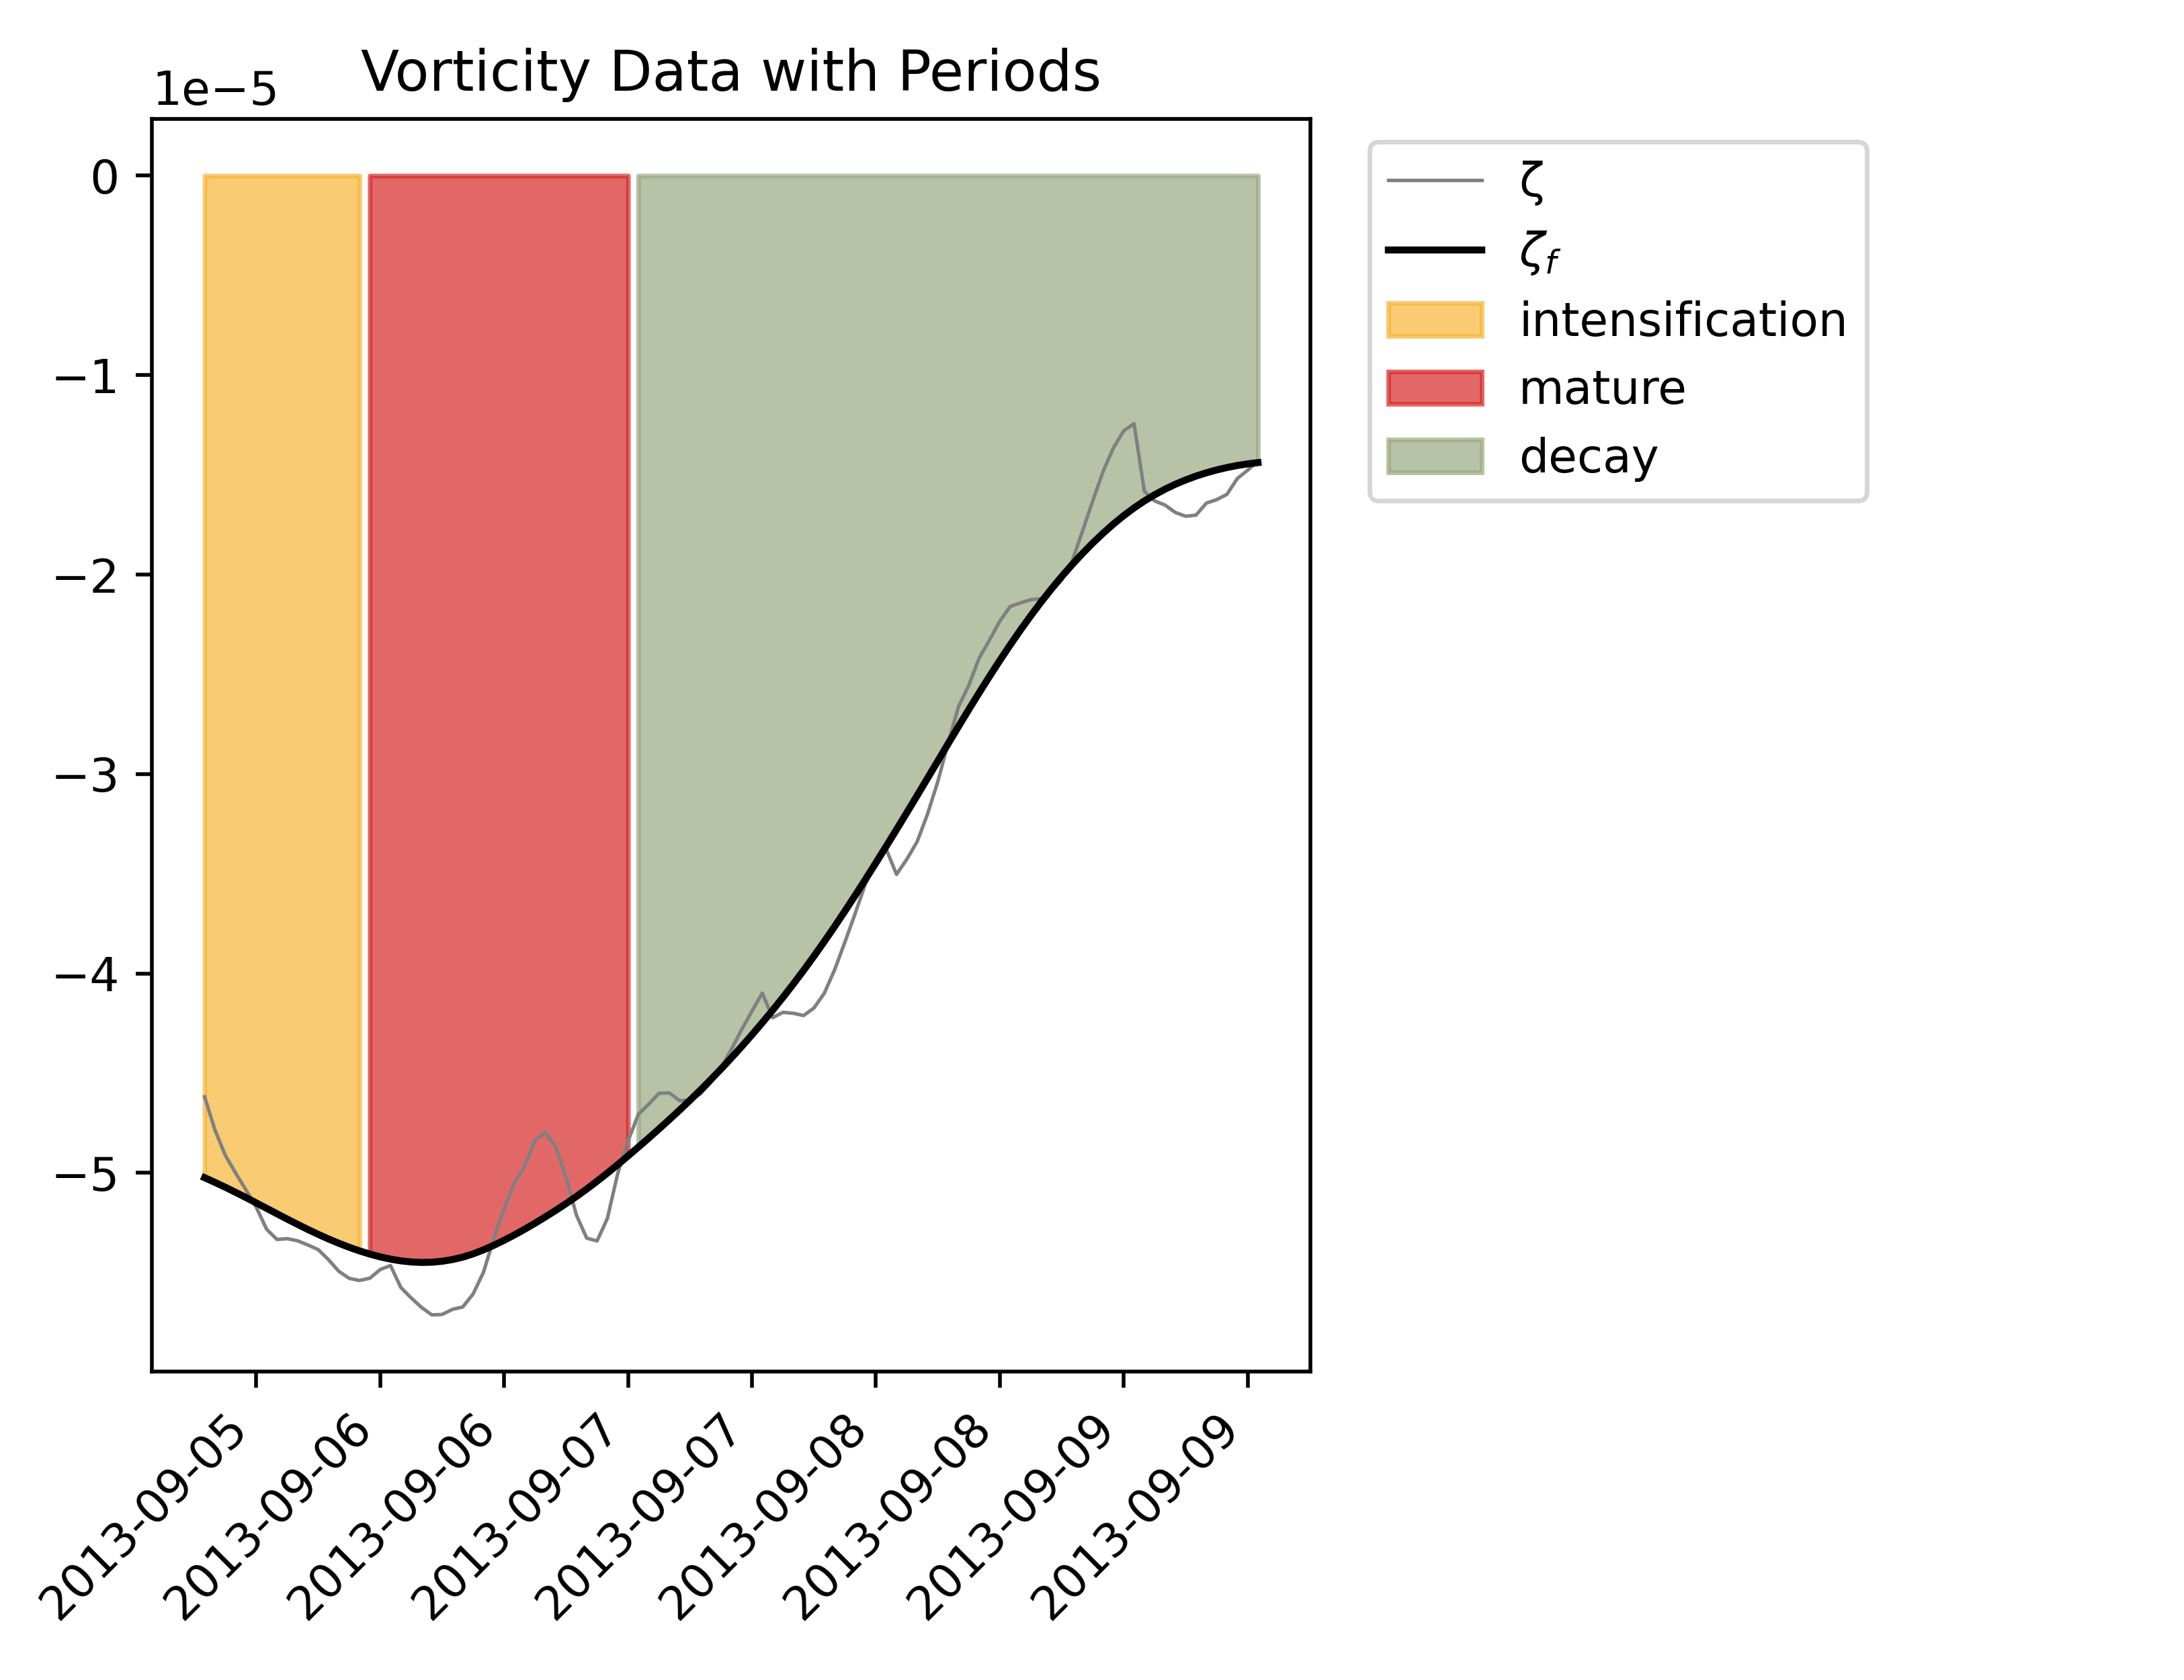 Vorticity Data with Periods
1e−5
0
−1
−2
−3
−4
−5
2013-09-05
2013-09-06
2013-09-06
2013-09-07
2013-09-07
2013-09-08
2013-09-08
2013-09-09
2013-09-09
ζ
ζf
intensification
mature
decay